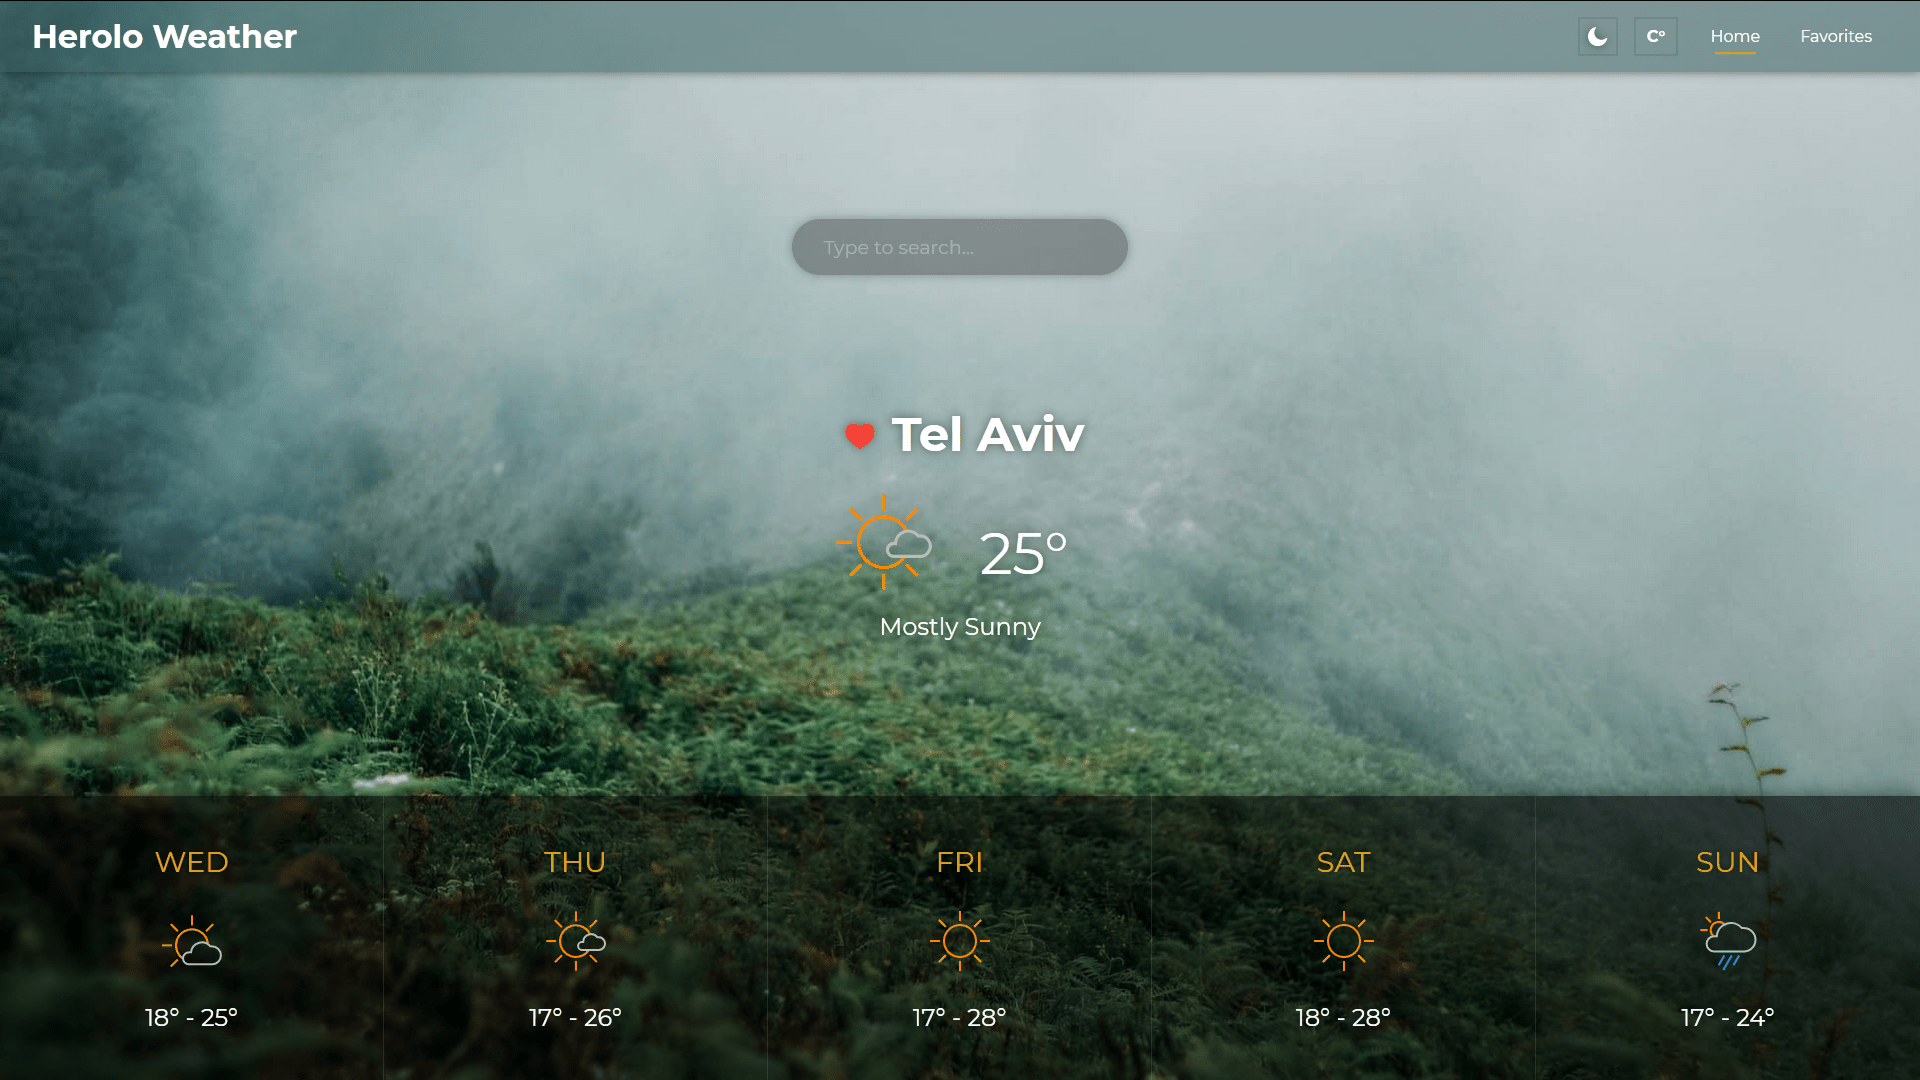 Herolo Weather
C° Home Favorites
Type to search...
Tel Aviv
25°
Mostly Sunny
WED THU FRI SAT SUN
18° - 25° 17° - 26° 17° - 28° 18° - 28° 17° - 24°